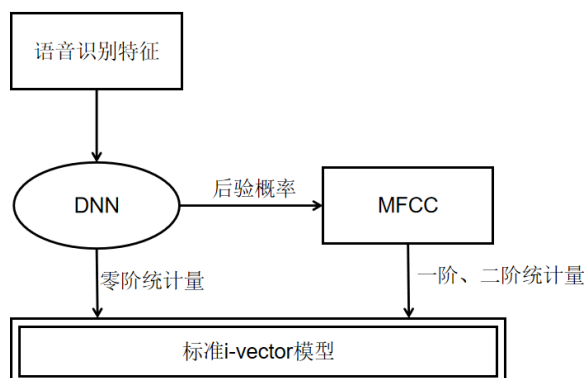 语音识别特征
后验概率
DNN
MFCC
零阶统计量
一阶、二阶统计量
标准i-vector模型